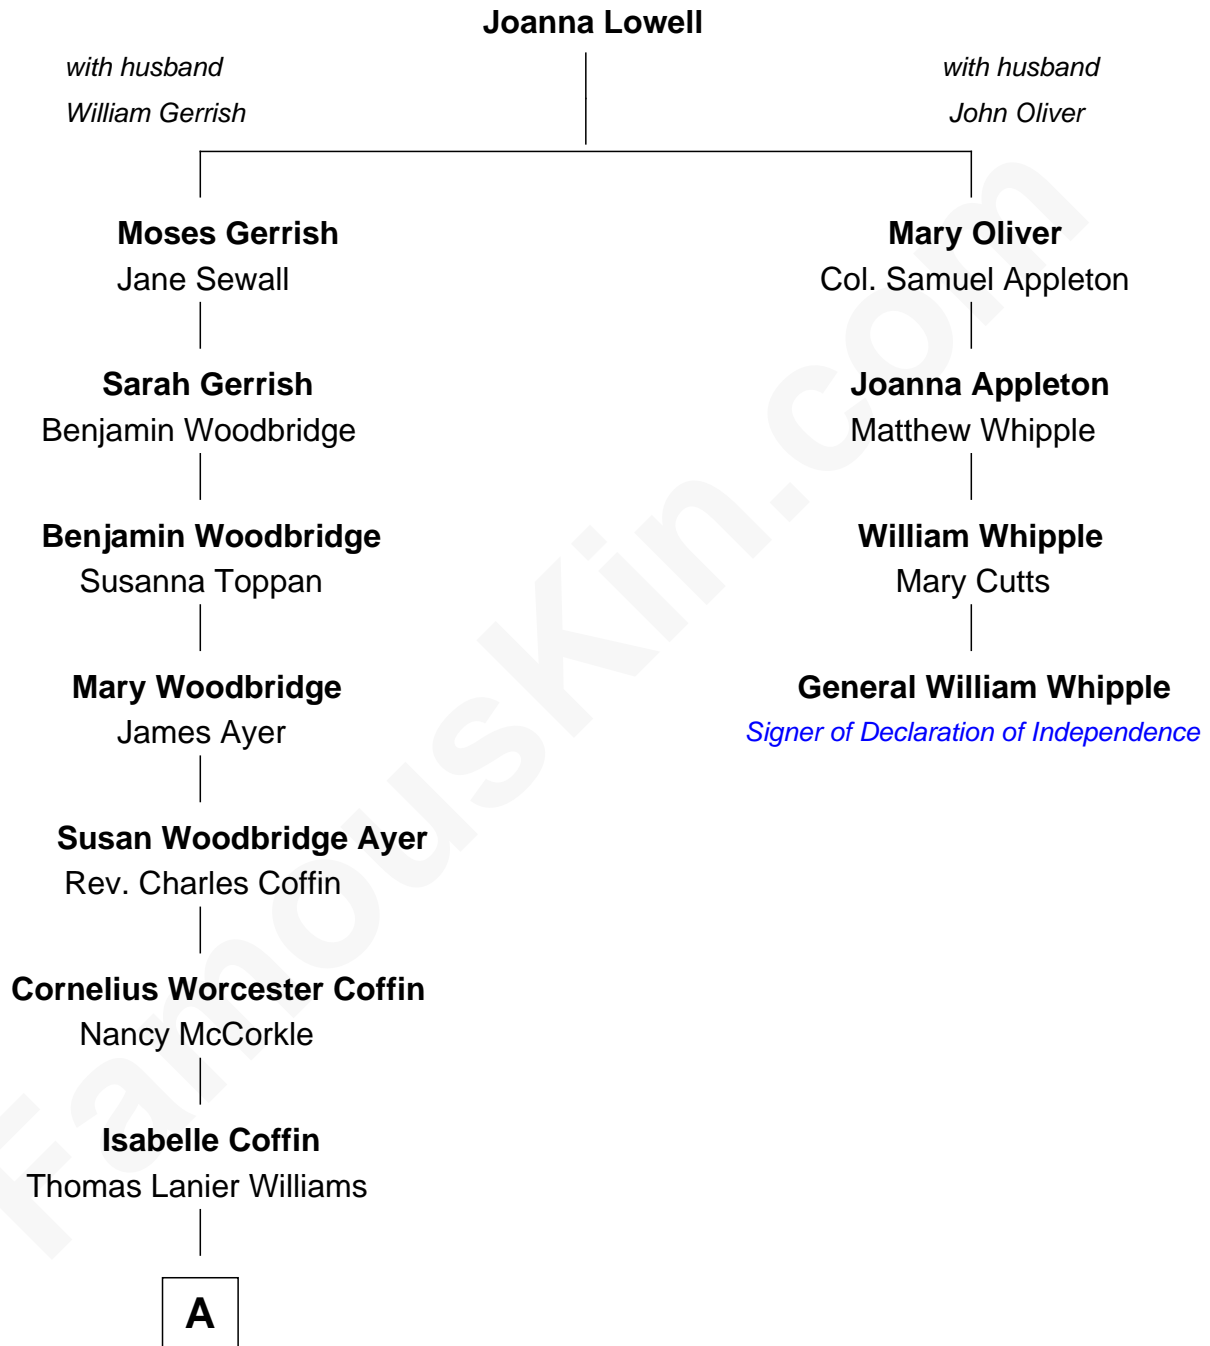 Joanna Lowell
with husband
William Gerrish
with husband
John Oliver
Moses Gerrish
Jane Sewall
Sarah Gerrish
Benjamin Woodbridge
Benjamin Woodbridge
Susanna Toppan
Mary Woodbridge
James Ayer
Susan Woodbridge Ayer
Rev. Charles Coffin
Cornelius Worcester Coffin
Nancy McCorkle
Isabelle Coffin
Thomas Lanier Williams
A
Mary Oliver
Col. Samuel Appleton
Joanna Appleton
Matthew Whipple
William Whipple
Mary Cutts
General William Whipple
Signer of Declaration of Independence
FamousKin.com